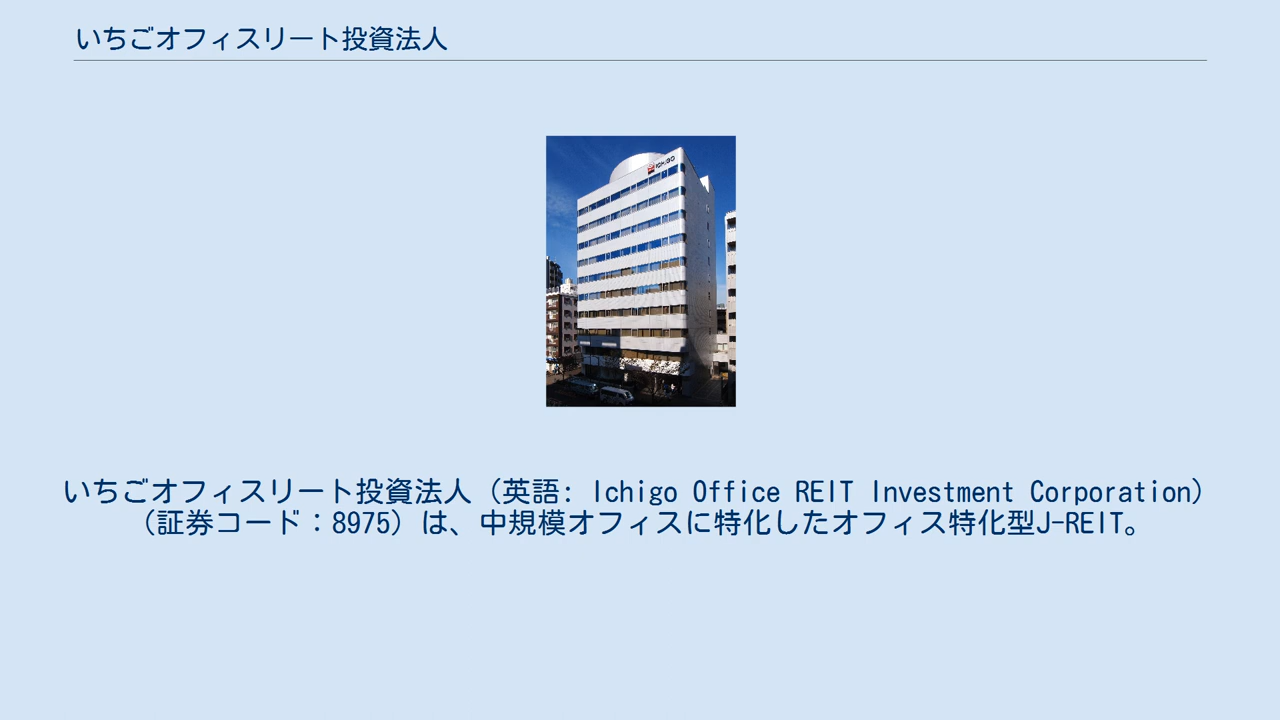 いちごオフィスリート投資法人
ICHIGO
いちごオフィスリート投資法人（英語: Ichigo Office REIT Investment Corporation）
（証券コード：8975）は、中規模オフィスに特化したオフィス特化型J-REIT。